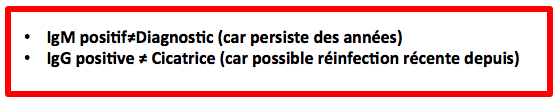 • IgM positif≠Diagnostic (car persiste des années)
• IgG positive ≠ Cicatrice (car possible réinfection récente depuis)